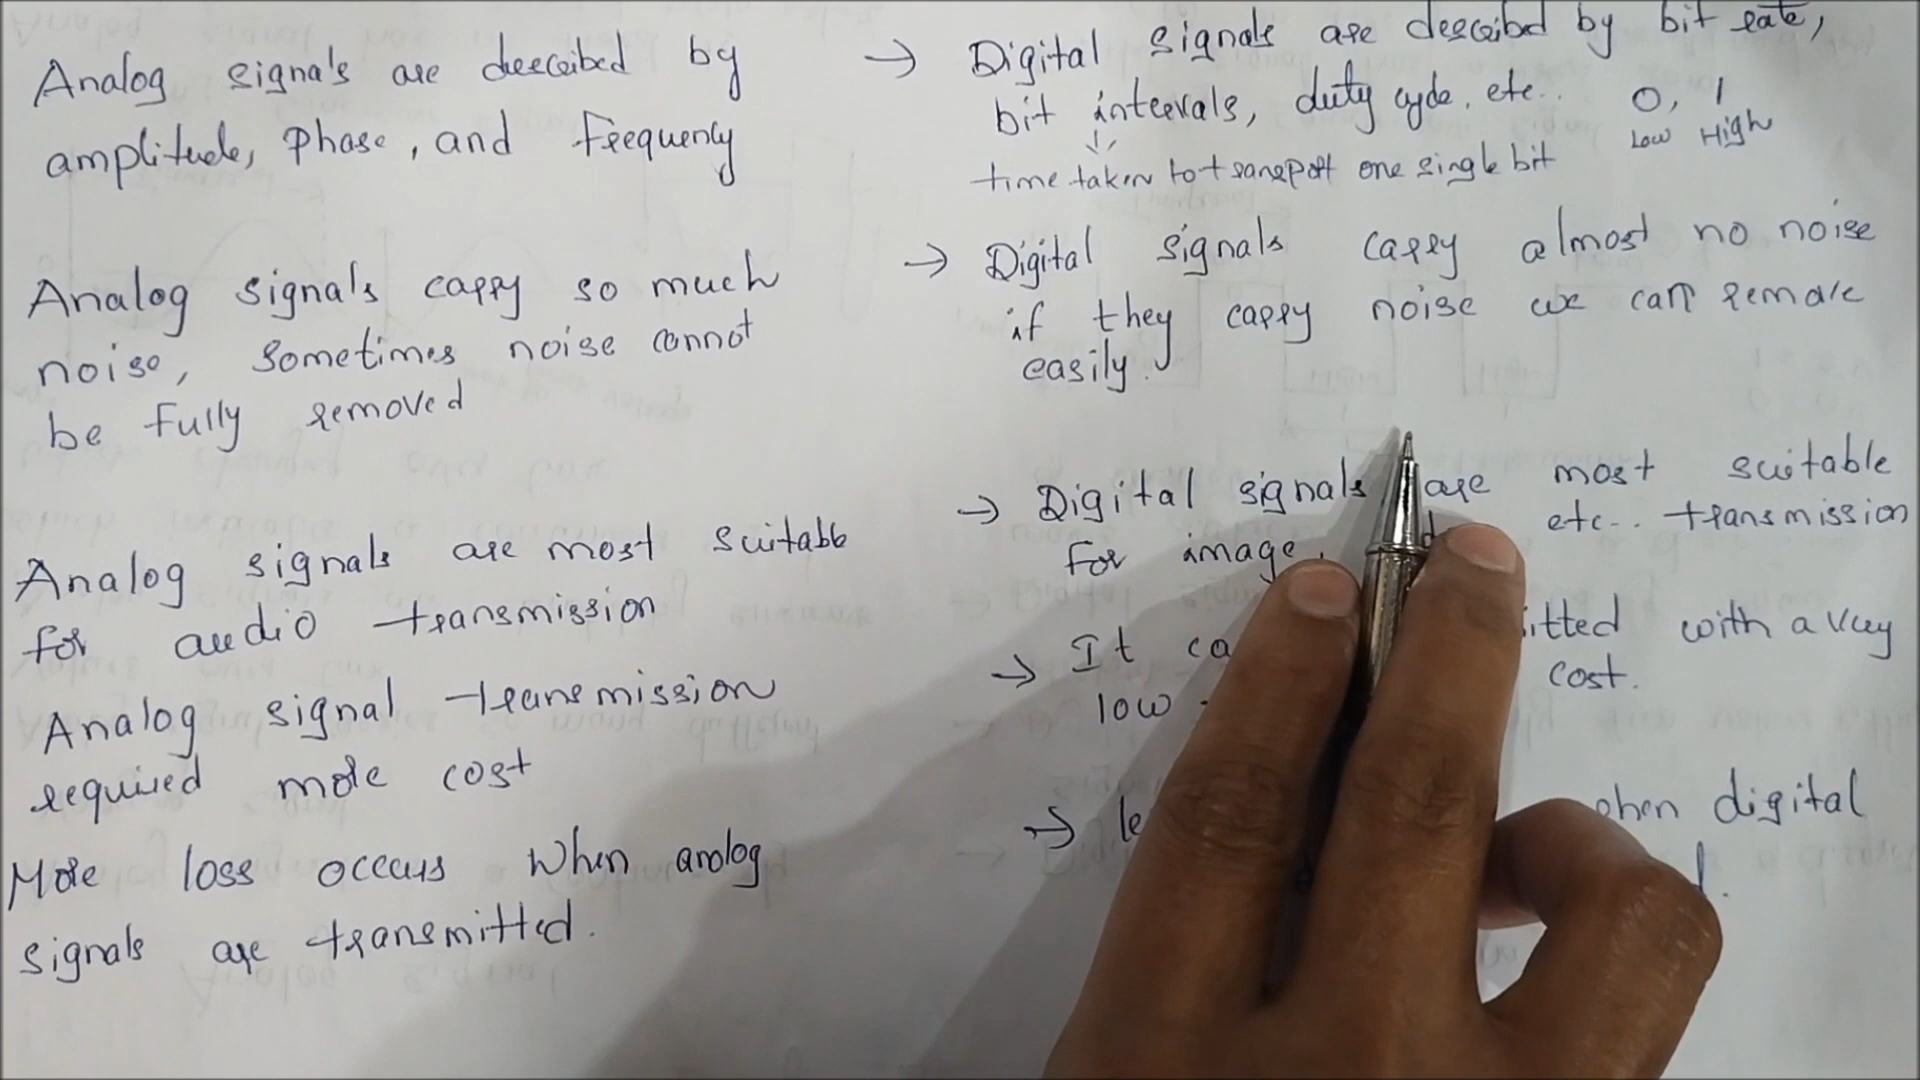 Analog signals are described by
amplitude, Phase, and Frequency
Analog signals carry so much
noise, sometimes noise cannot
be fully removed
Analog signals are most suitable
for audio transmission
Analog signal transmission
required more cost
More loss occurs when analog
signals are transmitted.
→ Digital signals are described by bit rate,
bit intervals, duty cycle, etc..
0, 1
Low High
↓
time taken to transport one single bit
→ Digital signals carry almost no noise
if they carry noise we can remove
easily.
→ Digital signals are most suitable
for image, etc.. transmission
→ It with a very
low cost.
→ digital